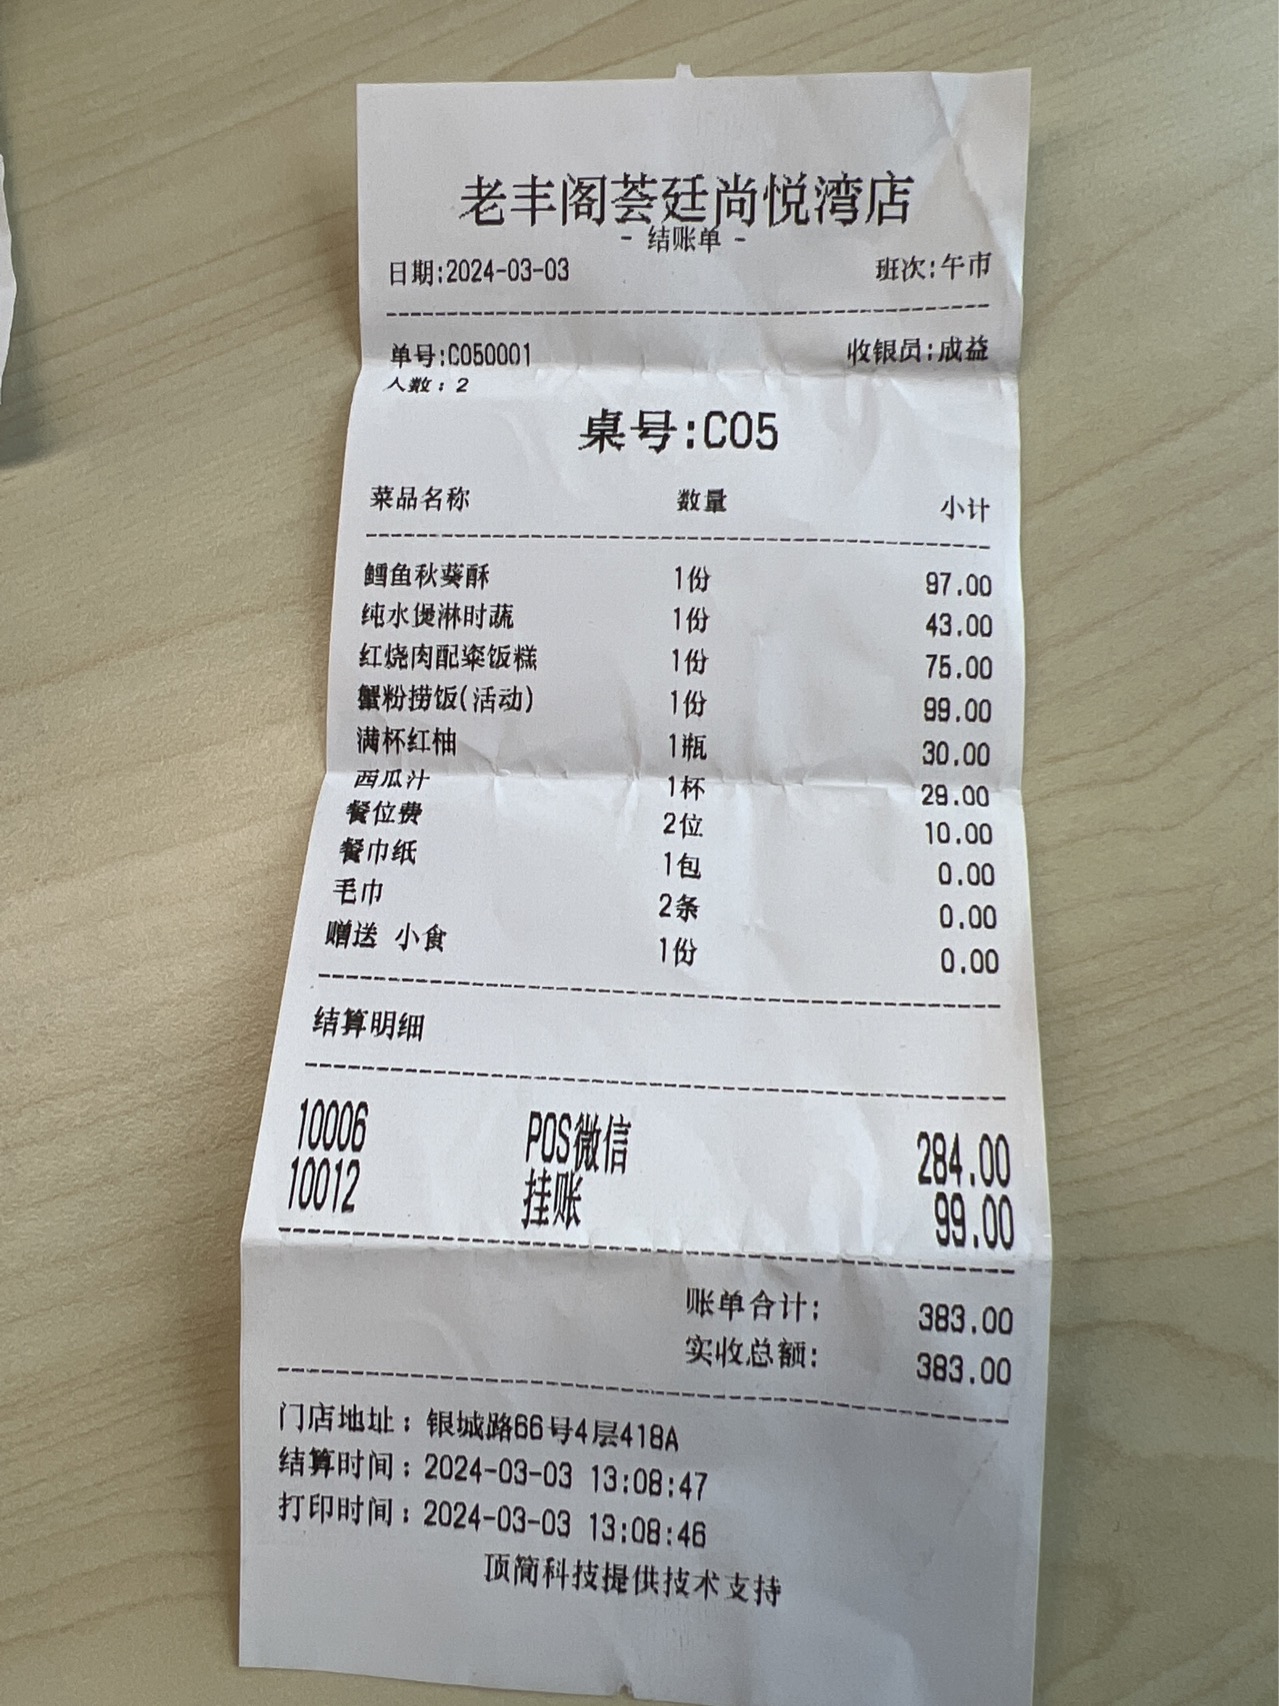 老丰阁荟廷尚悦湾店
- 结账单 -
日期:2024-03-03 班次:午市
单号:C050001 收银员:成益
人数:2
桌号:C05
菜品名称 数量 小计
鳕鱼秋葵酥 1份 97.00
纯水煲淋时蔬 1份 43.00
红烧肉配粢饭糕 1份 75.00
蟹粉捞饭(活动) 1份 99.00
满杯红柚 1瓶 30.00
西瓜汁 1杯 29.00
餐位费 2位 10.00
餐巾纸 1包 0.00
毛巾 2条 0.00
赠送 小食 1份 0.00
结算明细
10006 POS微信 284.00
10012 挂账 99.00
账单合计: 383.00
实收总额: 383.00
门店地址:银城路66号4层418A
结算时间:2024-03-03 13:08:47
打印时间:2024-03-03 13:08:46
顶简科技提供技术支持